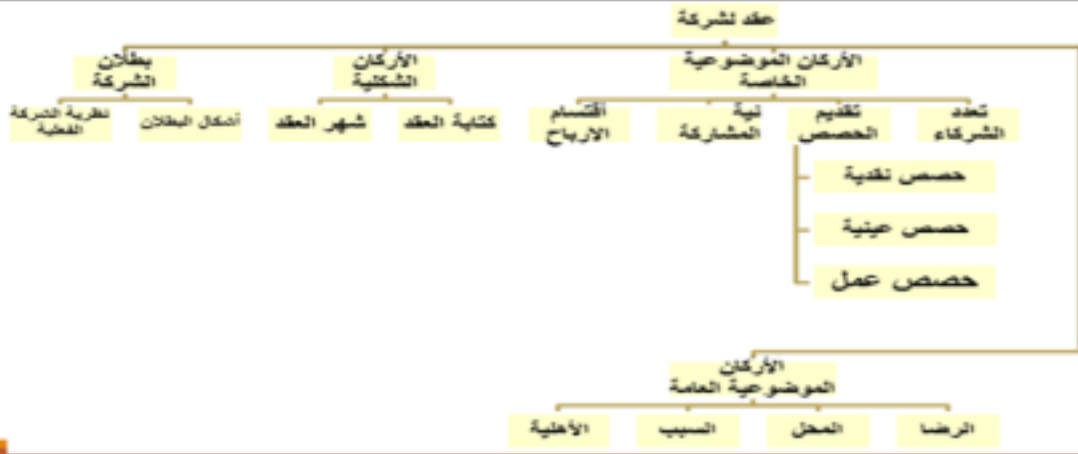 عقد لشركة
الأركان الموضوعية
الخاصة
الأركان
الشكلية
بطلان
الشركة
تعدد
الشركاء
تقديم
الحصص
نية
المشاركة
اقتسام
الارباح
كتابة العقد
شهر العقد
أشكال البطلان
نظرية الشركة
الفعلية
حصص نقدية
حصص عينية
حصص عمل
الأركان
الموضوعية العامة
الرضا
المحل
السبب
الأهلية